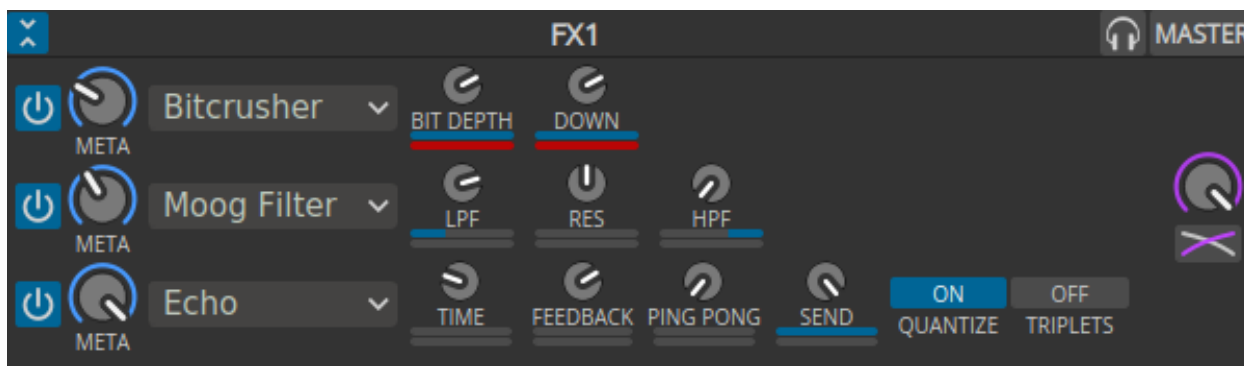 FX1 MASTER
Bitcrusher BIT DEPTH DOWN
META
Moog Filter LPF RES HPF
META
Echo TIME FEEDBACK PING PONG SEND ON OFF
QUANTIZE TRIPLETS
META